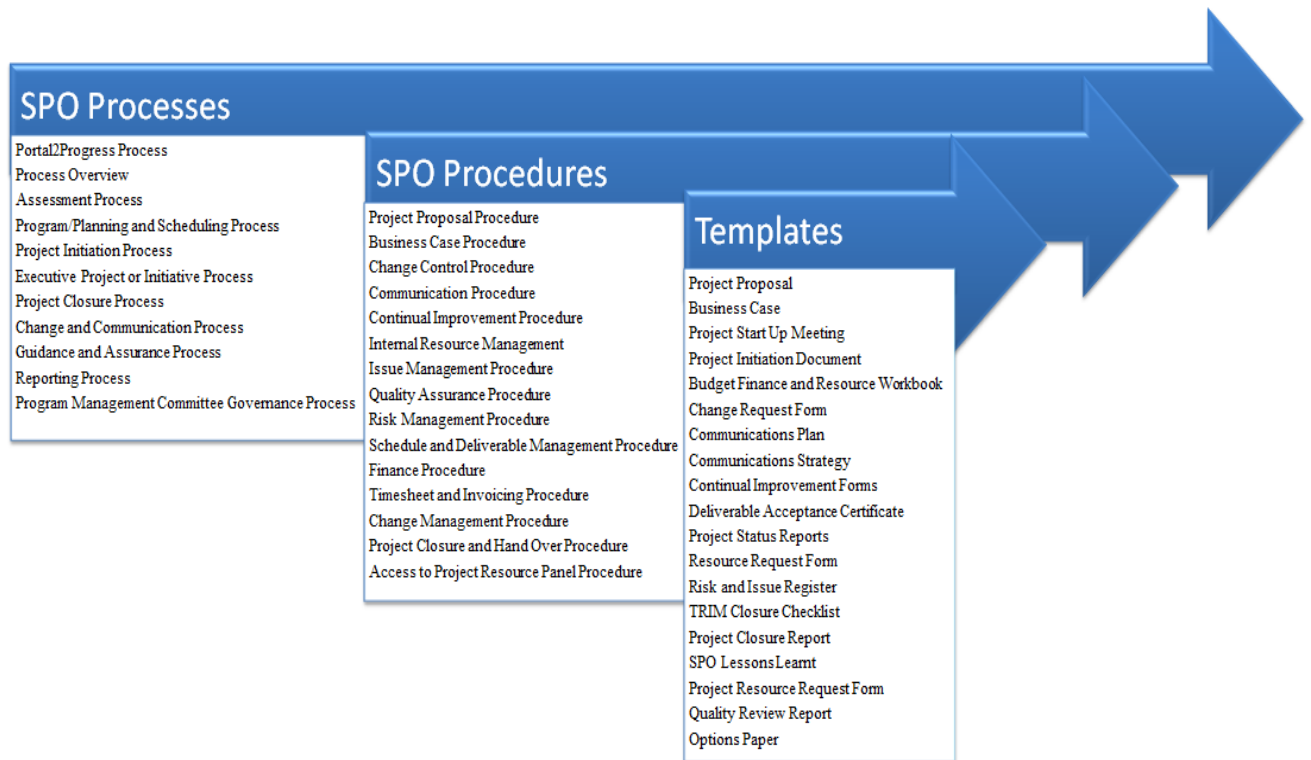 SPO Processes
Portal2Progress Process
Process Overview
Assessment Process
Program/Planning and Scheduling Process
Project Initiation Process
Executive Project or Initiative Process
Project Closure Process
Change and Communication Process
Guidance and Assurance Process
Reporting Process
Program Management Committee Governance Process
SPO Procedures
Project Proposal Procedure
Business Case Procedure
Change Control Procedure
Communication Procedure
Continual Improvement Procedure
Internal Resource Management
Issue Management Procedure
Quality Assurance Procedure
Risk Management Procedure
Schedule and Deliverable Management Procedure
Finance Procedure
Timesheet and Invoicing Procedure
Change Management Procedure
Project Closure and Hand Over Procedure
Access to Project Resource Panel Procedure
Templates
Project Proposal
Business Case
Project Start Up Meeting
Project Initiation Document
Budget Finance and Resource Workbook
Change Request Form
Communications Plan
Communications Strategy
Continual Improvement Forms
Deliverable Acceptance Certificate
Project Status Reports
Resource Request Form
Risk and Issue Register
TRIM Closure Checklist
Project Closure Report
SPO Lessons Learnt
Project Resource Request Form
Quality Review Report
Options Paper